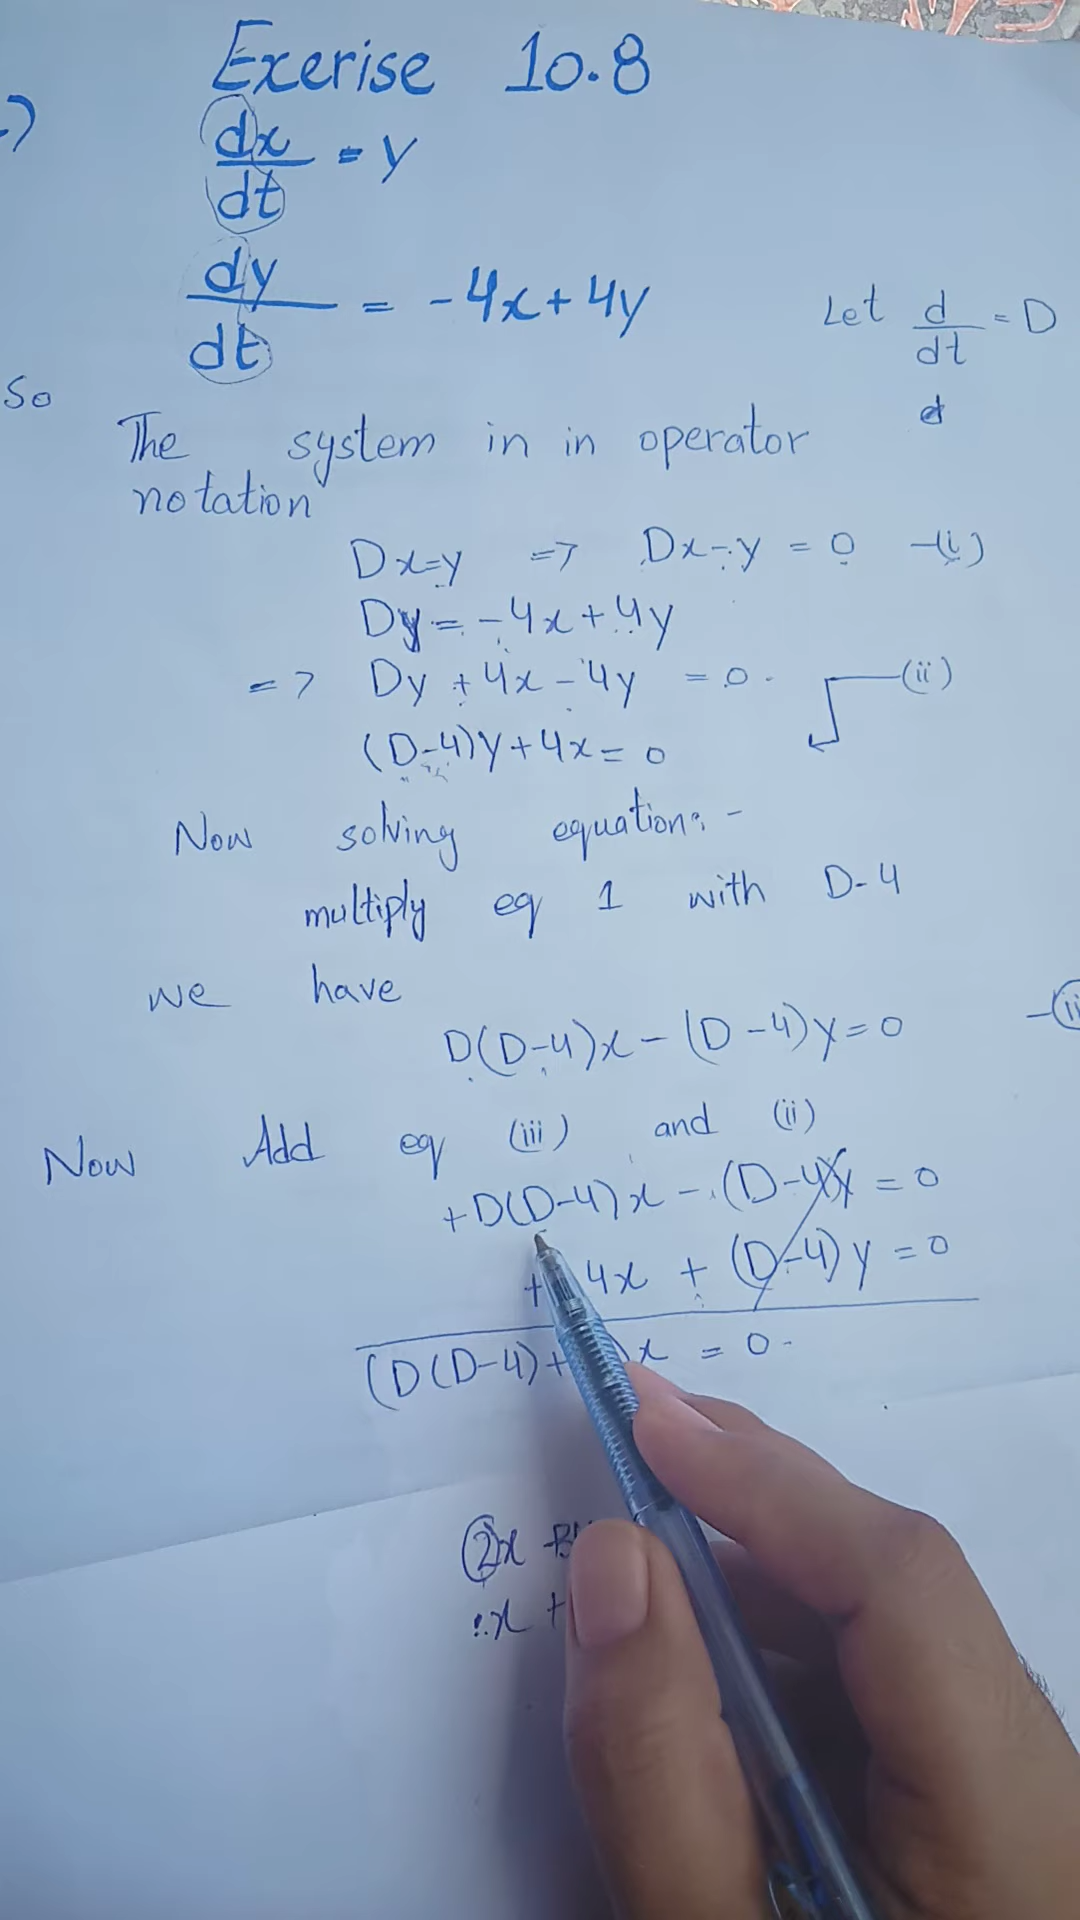 Exerise 10.8
dx/dt = y
dy/dt = -4x+4y
Let d/dt = D
d
So
The system in in operator
notation
Dx=y => Dx-y = 0 -(i)
Dy = -4x+4y
=> Dy + 4x - 4y = 0. (ii)
(D-4)y+4x = 0
Now solving equation:-
multiply eq 1 with D-4
we have
D(D-4)x - (D-4)y=0
Now Add eq (iii) and (ii)
+D(D-4)x - (D-4)y = 0
+ 4x + (D-4)y = 0
(D(D-4)+ )x = 0-
2x
x +